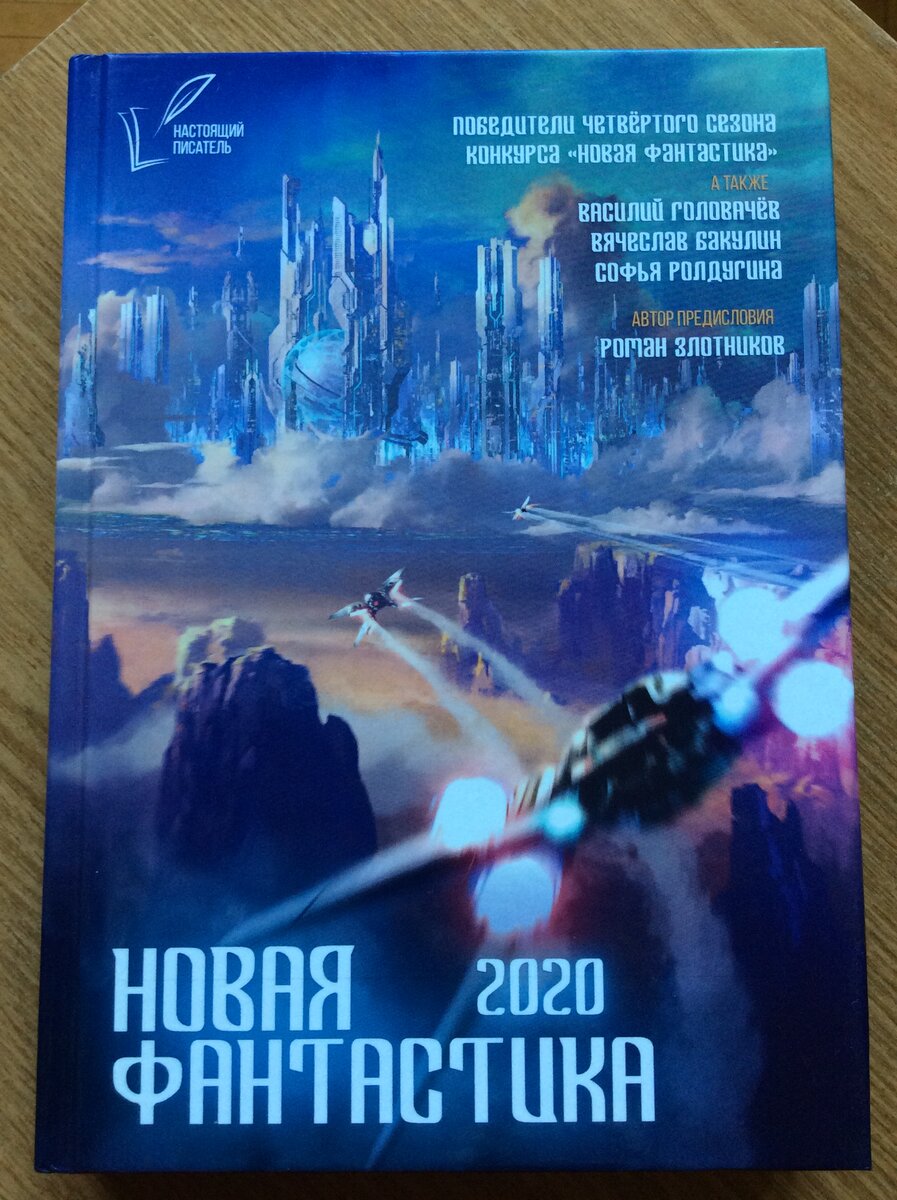 НАСТОЯЩИЙ
ПИСАТЕЛЬ
ПОБЕДИТЕЛИ ЧЕТВЁРТОГО СЕЗОНА
КОНКУРСА «НОВАЯ ФАНТАСТИКА»
А ТАКЖЕ
ВАСИЛИЙ ГОЛОВАЧЁВ
ВЯЧЕСЛАВ БАКУЛИН
СОФЬЯ РОЛДУГИНА
АВТОР ПРЕДИСЛОВИЯ
РОМАН ЗЛОТНИКОВ
НОВАЯ 2020
ФАНТАСТИКА